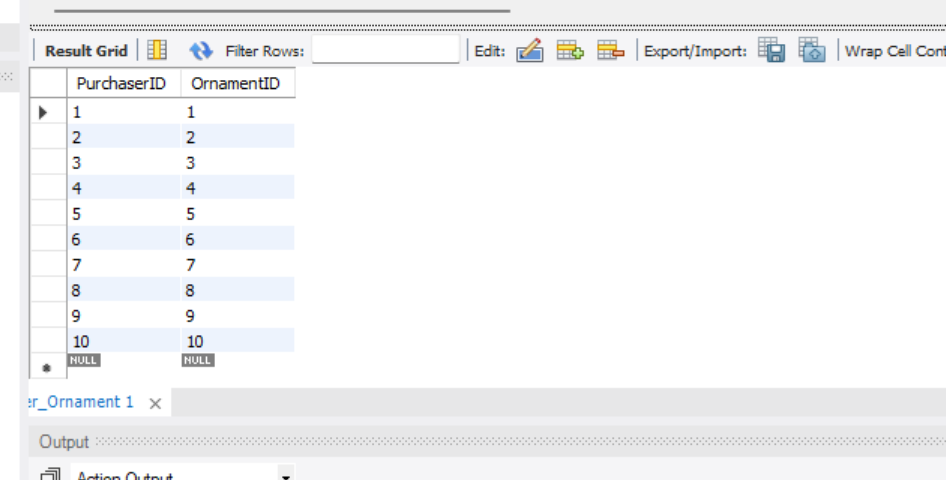 Result Grid Filter Rows: Edit: Export/Import: Wrap Cell Cont
PurchaserID OrnamentID
1 1
2 2
3 3
4 4
5 5
6 6
7 7
8 8
9 9
10 10
NULL NULL
er_Ornament 1
Output
Action Output